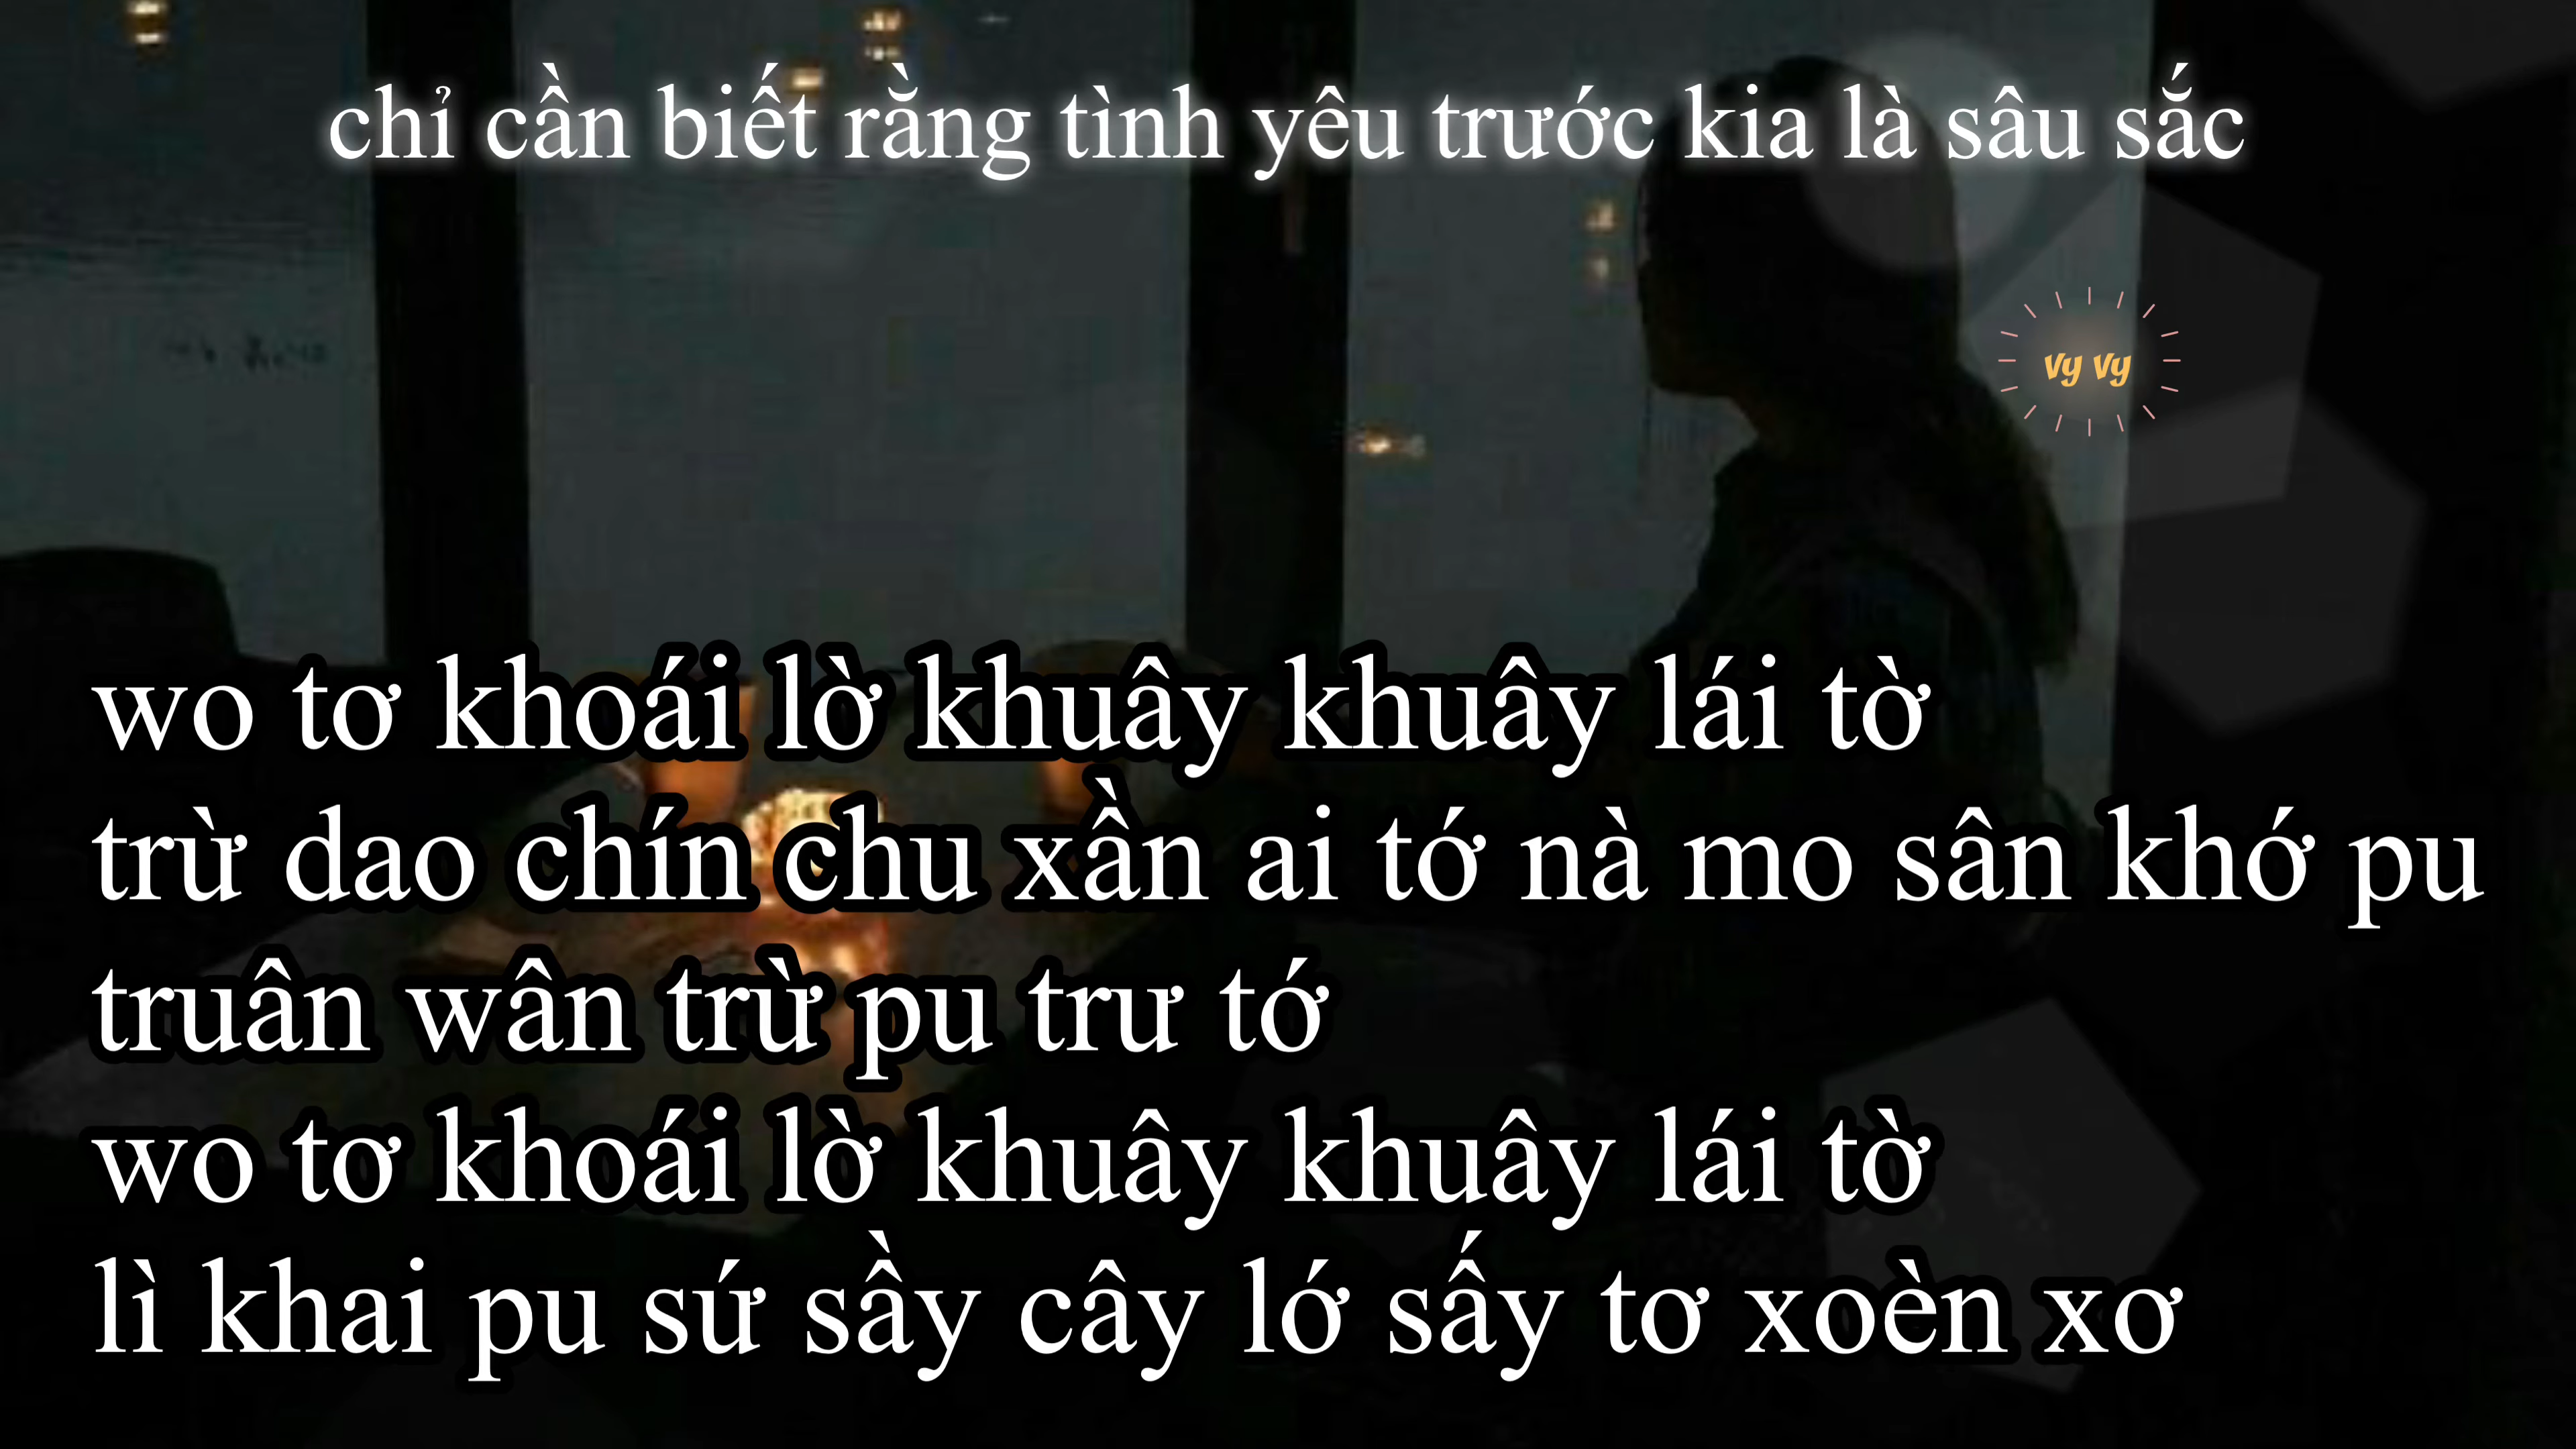 chỉ cần biết rằng tình yêu trước kia là sâu sắc
Vy Vy
wo tơ khoái lờ khuây khuây lái tờ
trừ dao chín chu xần ai tớ nà mo sân khớ pu
truân wân trừ pu trư tớ
wo tơ khoái lờ khuây khuây lái tờ
lì khai pu sứ sầy cây lớ sấy tơ xoèn xơ